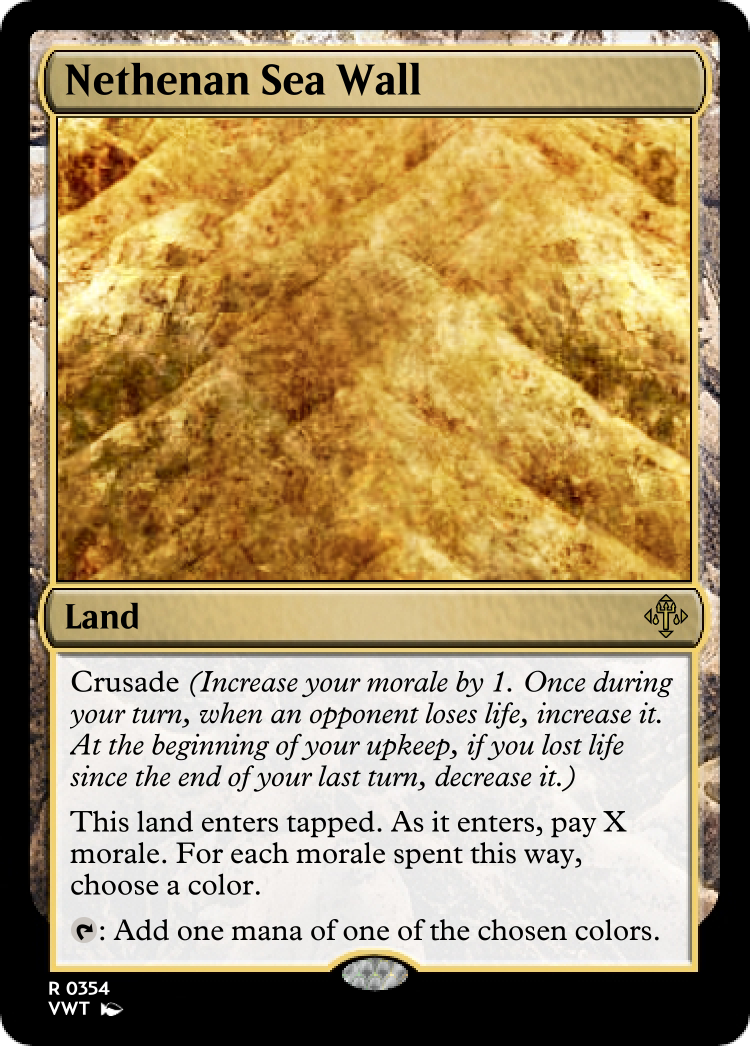 Nethenan Sea Wall
Land
Crusade (Increase your morale by 1. Once during
your turn, when an opponent loses life, increase it.
At the beginning of your upkeep, if you lost life
since the end of your last turn, decrease it.)
This land enters tapped. As it enters, pay X
morale. For each morale spent this way,
choose a color.
: Add one mana of one of the chosen colors.
R 0354
VWT